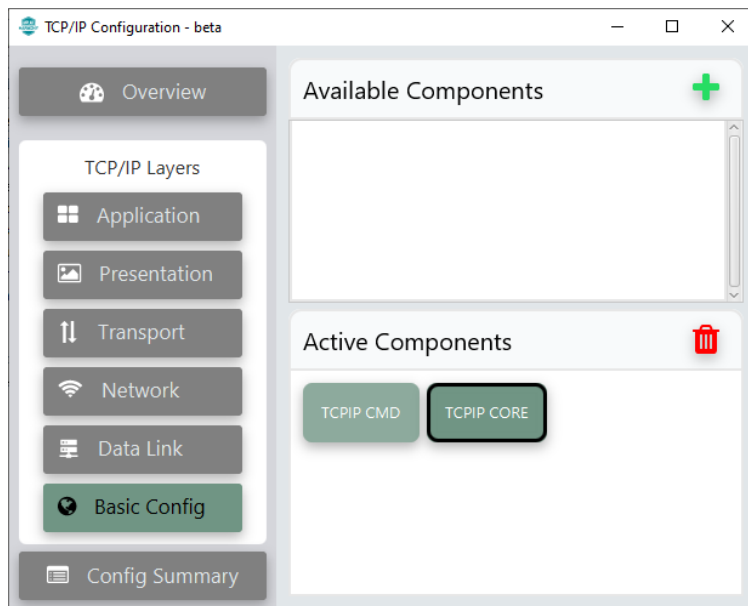 TCP/IP Configuration - beta
Overview
TCP/IP Layers
Application
Presentation
Transport
Network
Data Link
Basic Config
Config Summary
Available Components
Active Components
TCPIP CMD
TCPIP CORE